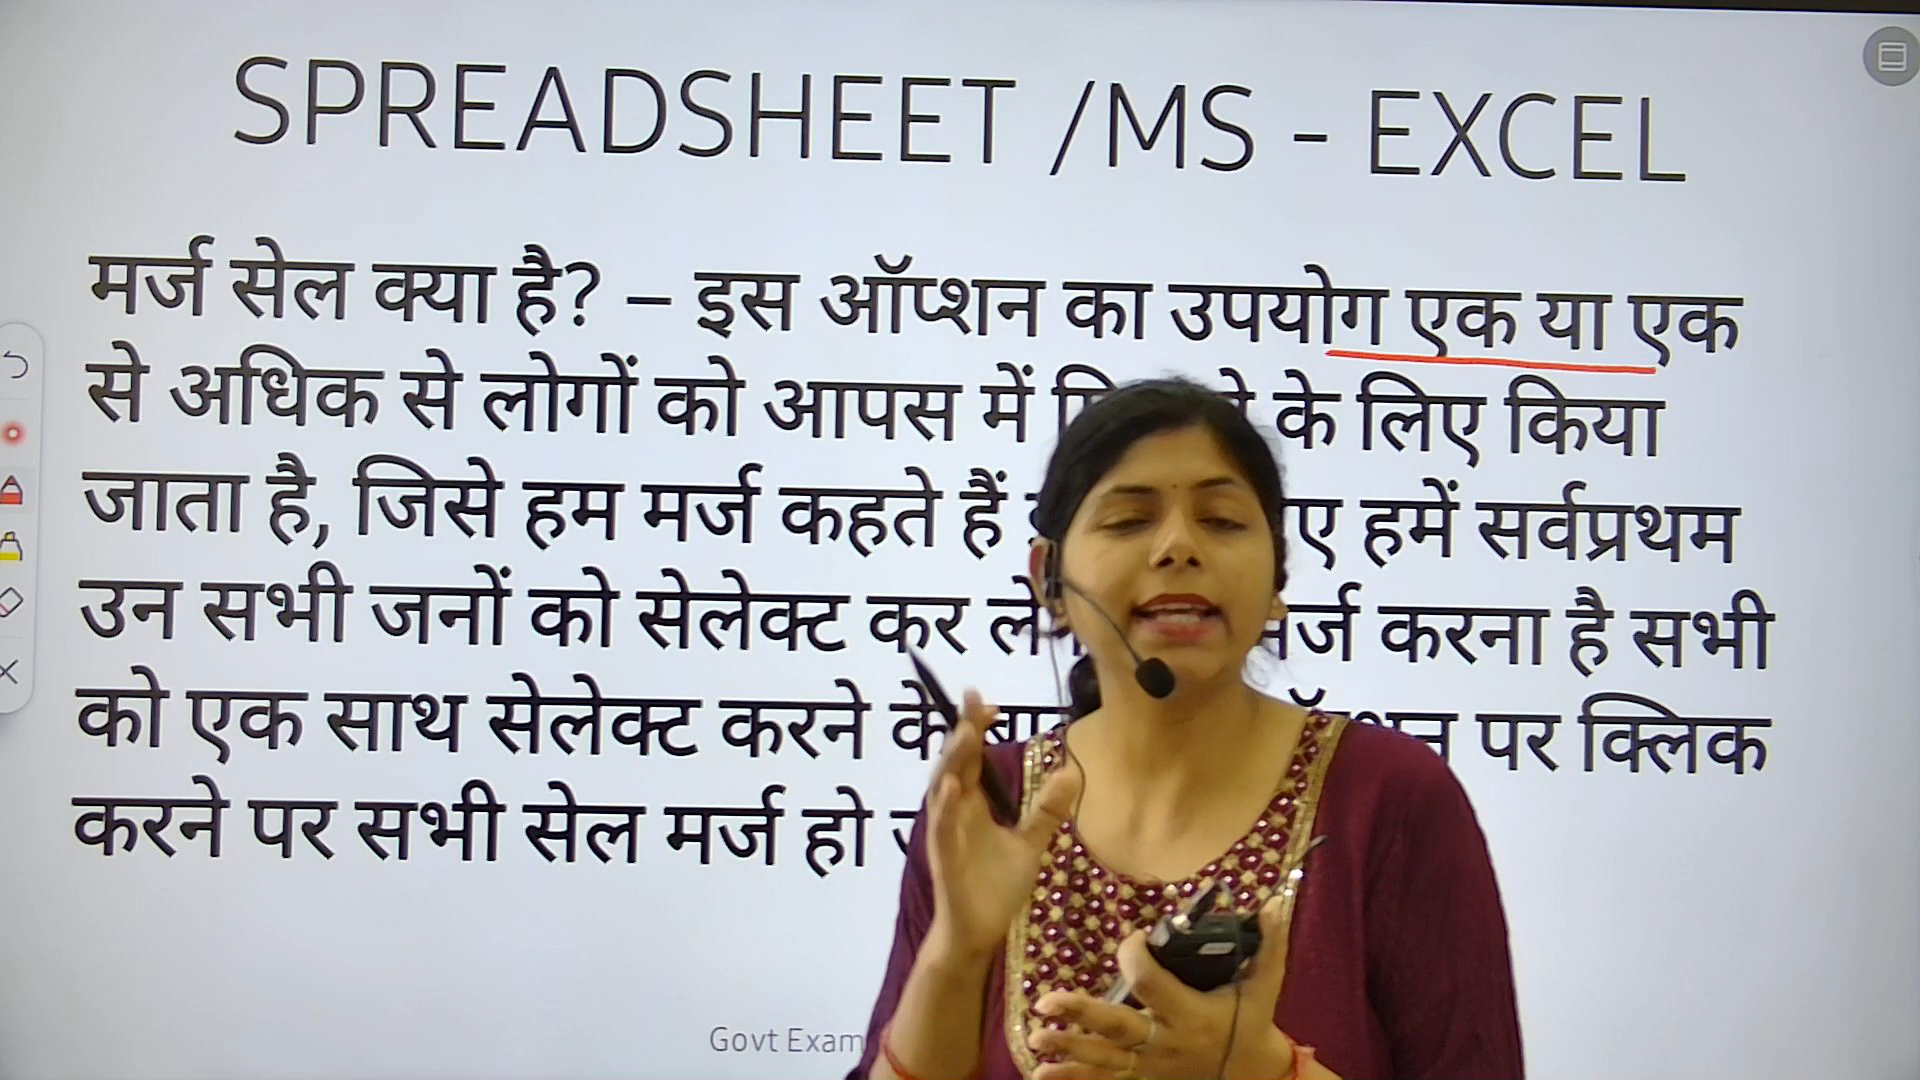 SPREADSHEET /MS - EXCEL
मर्ज सेल क्या है? – इस ऑप्शन का उपयोग एक या एक
से अधिक से लोगों को आपस में के लिए किया
जाता है, जिसे हम मर्ज कहते हैं हमें सर्वप्रथम
उन सभी जनों को सेलेक्ट कर मर्ज करना है सभी
को एक साथ सेलेक्ट करने के पर क्लिक
करने पर सभी सेल मर्ज हो
Govt Exam